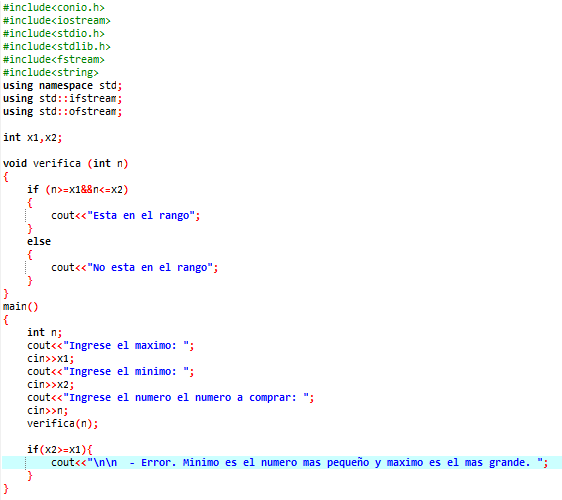 #include<conio.h>
#include<iostream>
#include<stdio.h>
#include<stdlib.h>
#include<fstream>
#include<string>
using namespace std;
using std::ifstream;
using std::ofstream;
int x1,x2;
void verifica (int n)
{
if (n>=x1&&n<=x2)
{
cout<<"Esta en el rango";
}
else
{
cout<<"No esta en el rango";
}
}
main()
{
int n;
cout<<"Ingrese el maximo: ";
cin>>x1;
cout<<"Ingrese el minimo: ";
cin>>x2;
cout<<"Ingrese el numero el numero a comprar: ";
cin>>n;
verifica(n);
if(x2>=x1){
cout<<"\n\n  - Error. Minimo es el numero mas pequeño y maximo es el mas grande. ";
}
}